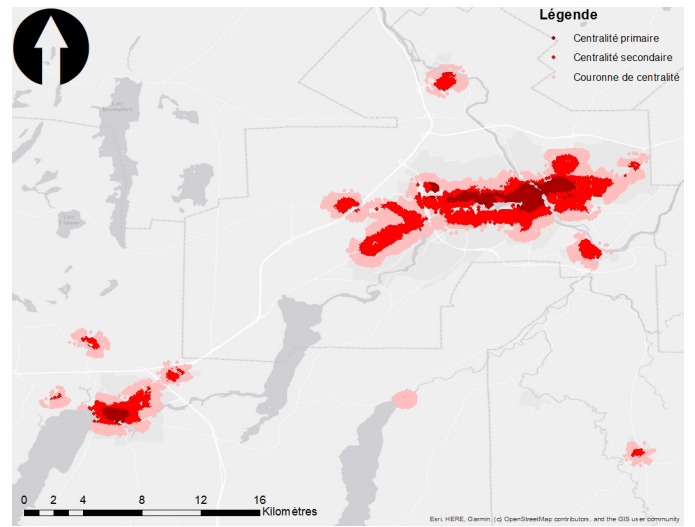 Légende
Centralité primaire
Centralité secondaire
Couronne de centralité
0 2 4 8 12 16
Kilomètres
Esri, HERE, Garmin, (c) OpenStreetMap contributors, and the GIS user community